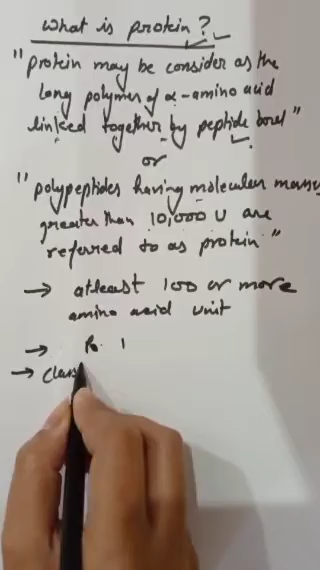 What is protein?
"protein may be consider as the
long polymer of α-amino acid
linked together by peptide bond"
or
"polypeptides having molecular mass
greater than 10,000 U are
referred to as protein"
→ atleast 100 or more
amino acid unit
→
→ Class